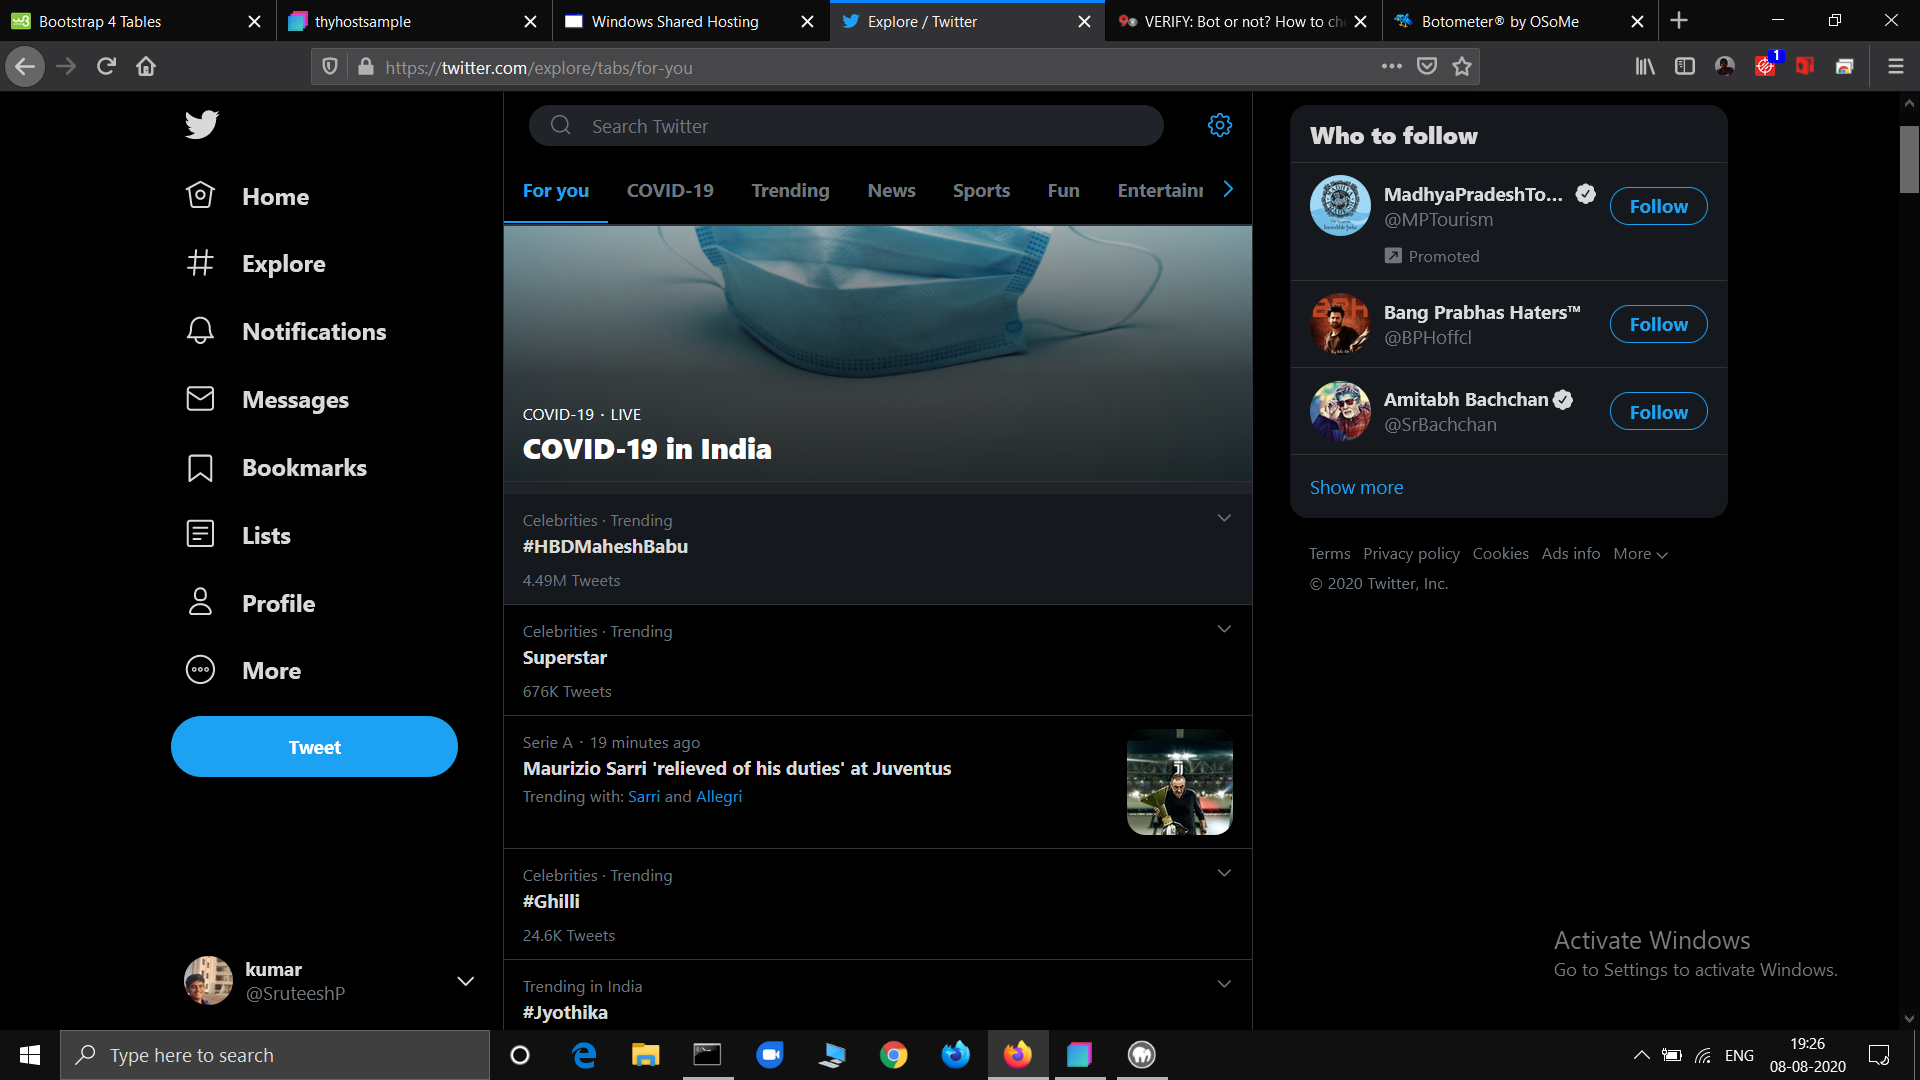 Bootstrap 4 Tables
thyhostsample
Windows Shared Hosting
Explore / Twitter
VERIFY: Bot or not? How to che
Botometer® by OSoMe
https://twitter.com/explore/tabs/for-you
1
Search Twitter
For you
COVID-19
Trending
News
Sports
Fun
Entertain
Home
Explore
Notifications
Messages
Bookmarks
Lists
Profile
More
Tweet
kumar
@SruteeshP
COVID-19 · LIVE
COVID-19 in India
Celebrities · Trending
#HBDMaheshBabu
4.49M Tweets
Celebrities · Trending
Superstar
676K Tweets
Serie A · 19 minutes ago
Maurizio Sarri 'relieved of his duties' at Juventus
Trending with: Sarri and Allegri
Celebrities · Trending
#Ghilli
24.6K Tweets
Trending in India
#Jyothika
Who to follow
MadhyaPradeshTo...
@MPTourism
Follow
Promoted
Bang Prabhas Haters™
@BPHoffcl
Follow
Amitabh Bachchan
@SrBachchan
Follow
Show more
Terms Privacy policy Cookies Ads info More
© 2020 Twitter, Inc.
Activate Windows
Go to Settings to activate Windows.
Type here to search
ENG
19:26
08-08-2020